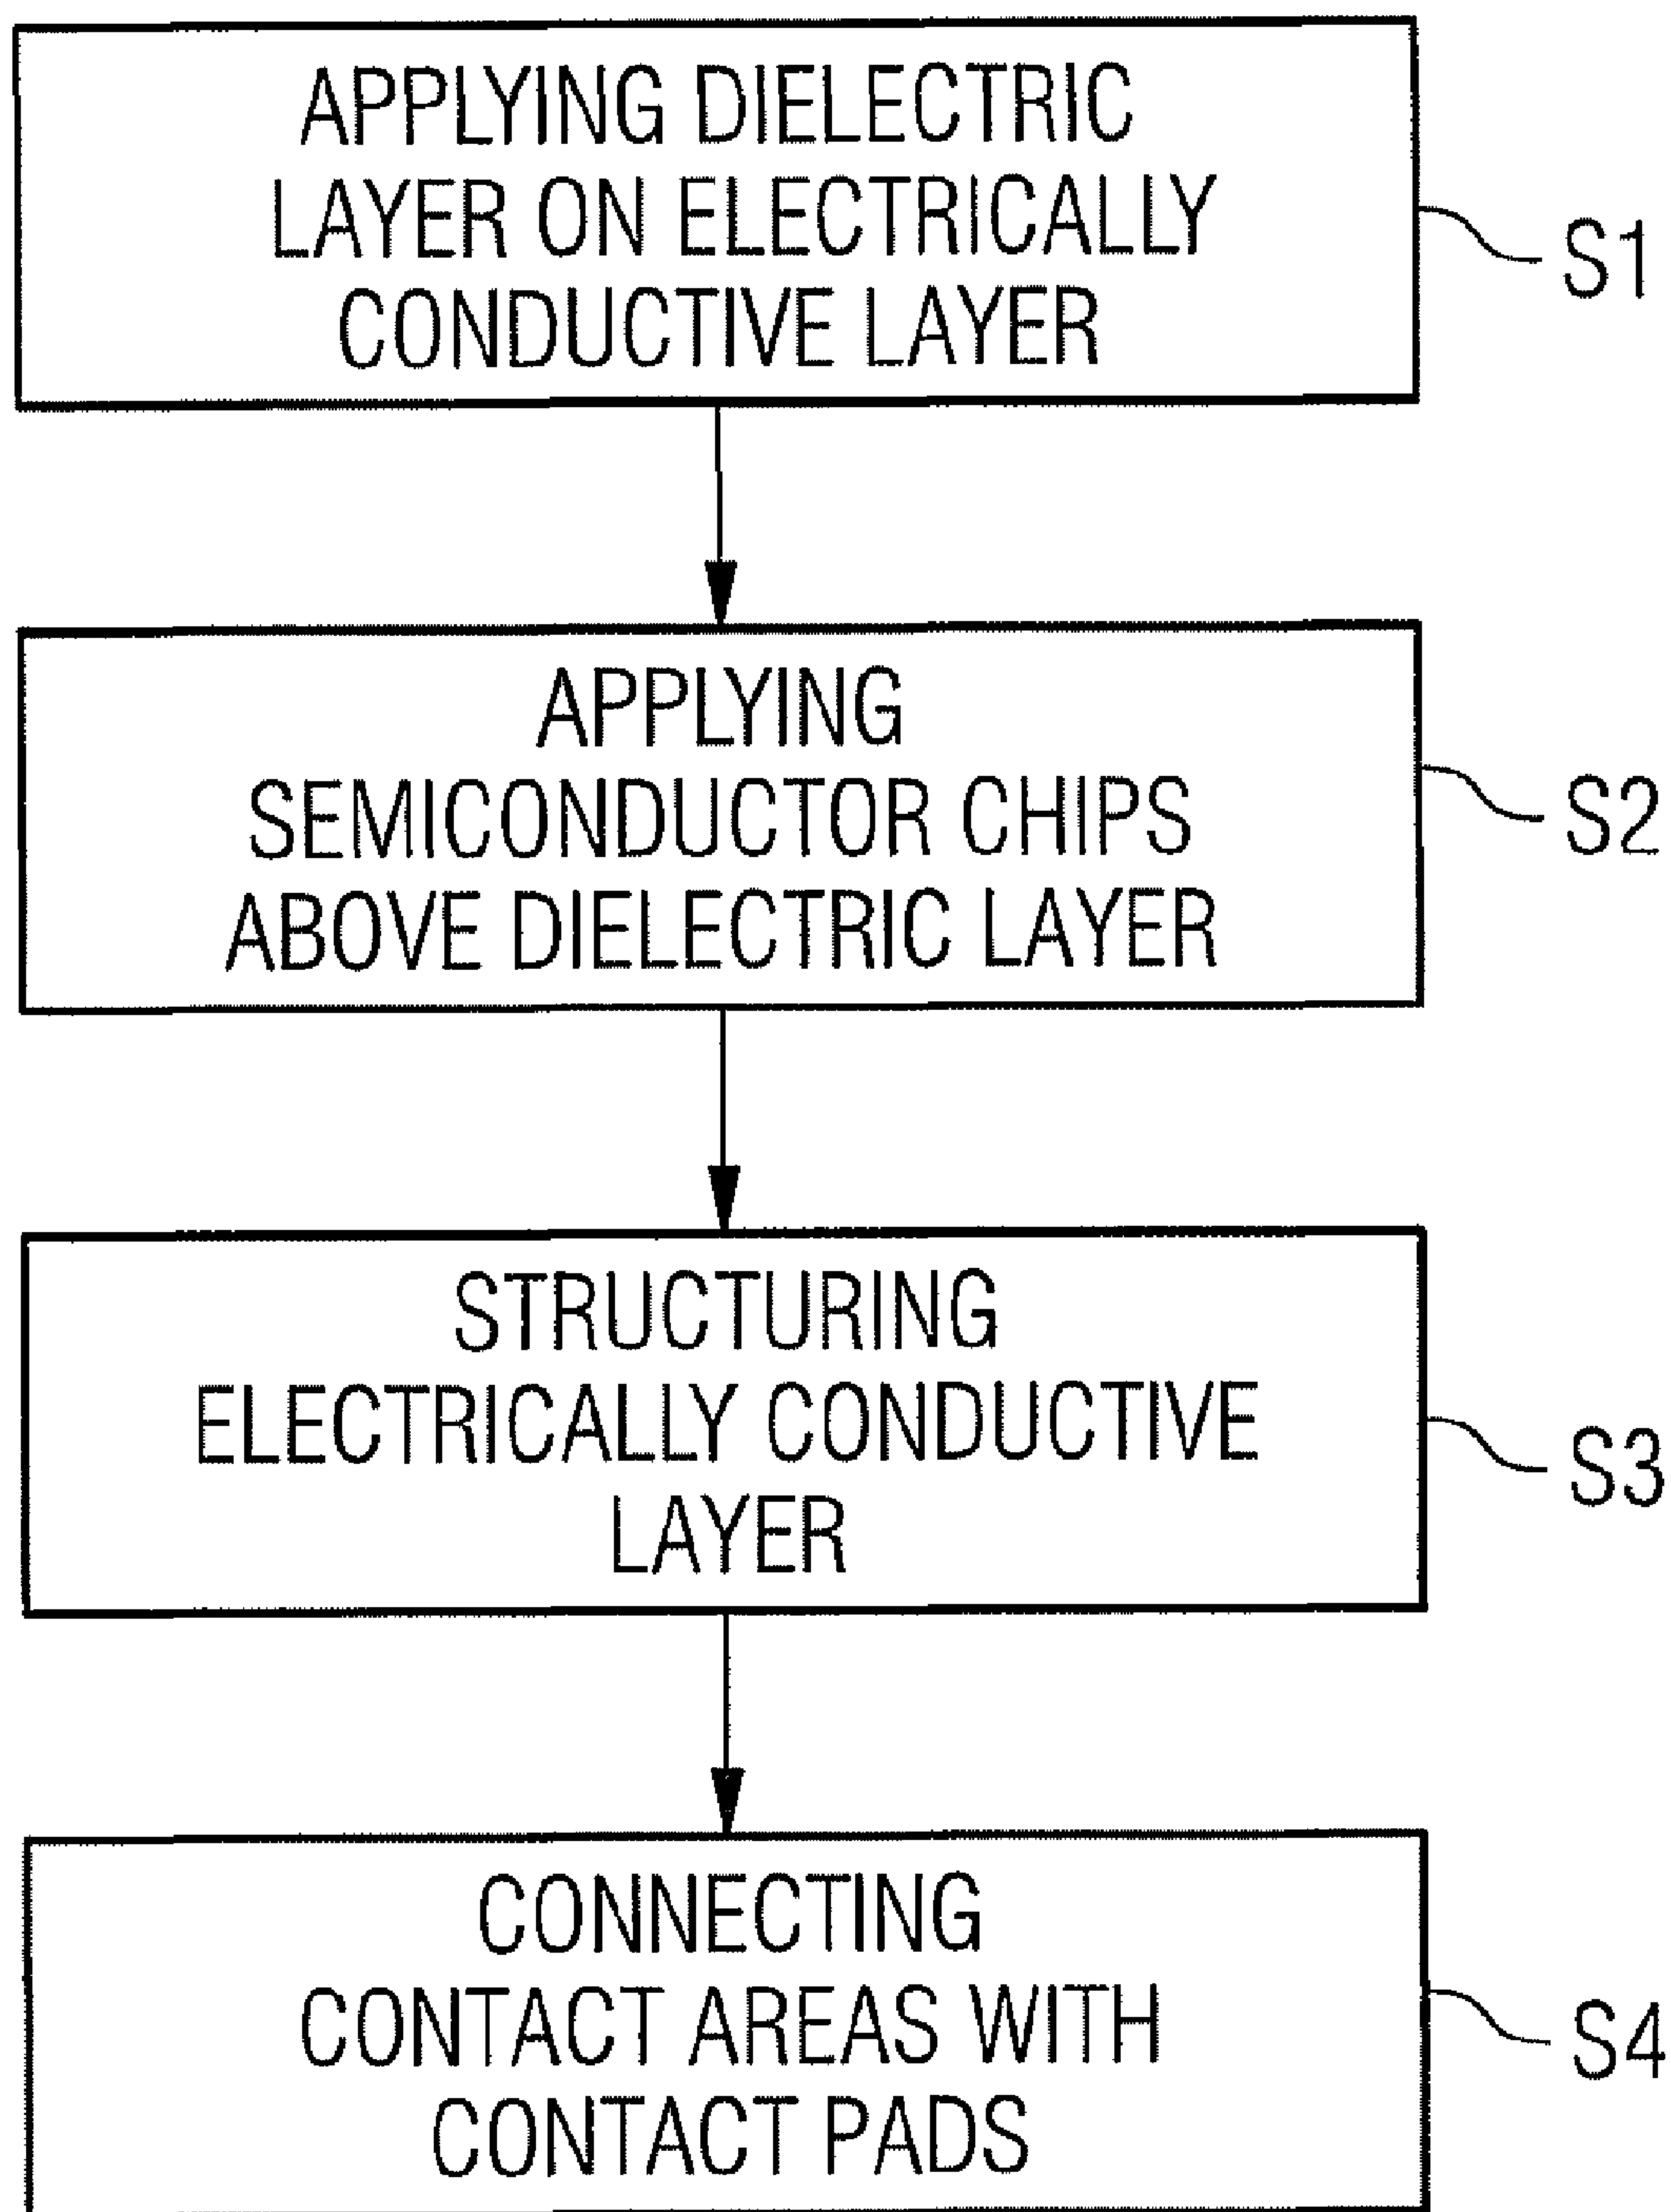 APPLYING DIELECTRIC
LAYER ON ELECTRICALLY
CONDUCTIVE LAYER
S1
APPLYING
SEMICONDUCTOR CHIPS
ABOVE DIELECTRIC LAYER
S2
STRUCTURING
ELECTRICALLY CONDUCTIVE
LAYER
S3
CONNECTING
CONTACT AREAS WITH
CONTACT PADS
S4